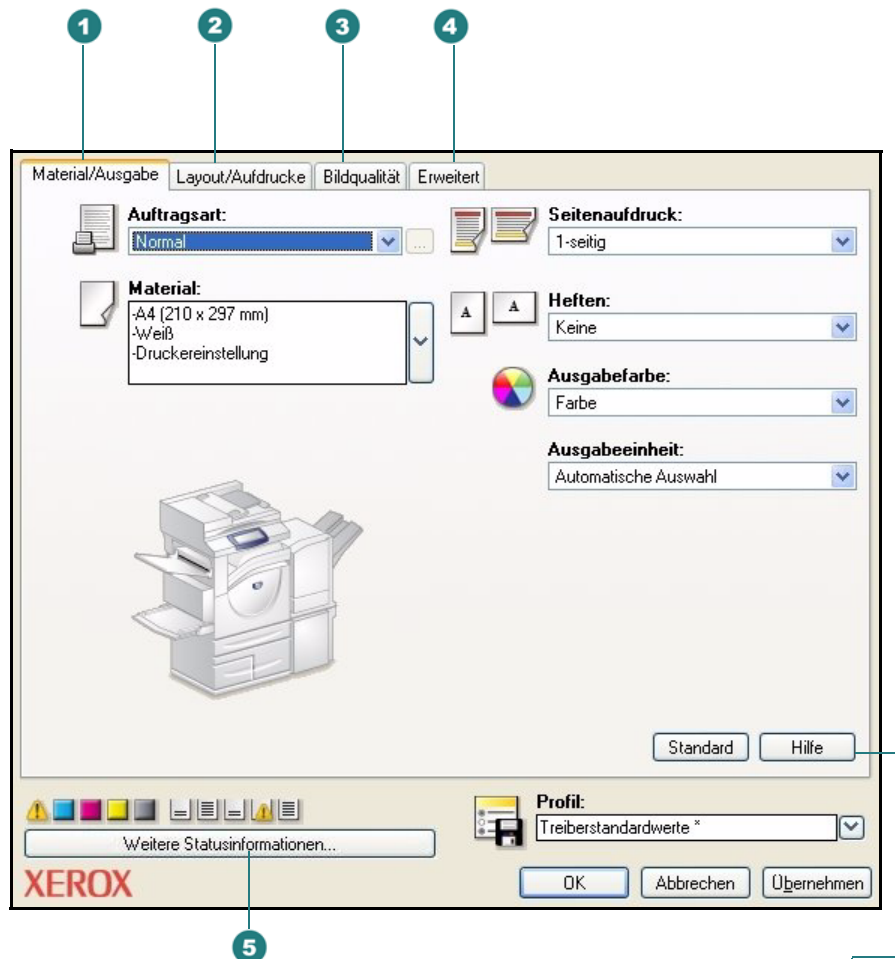 1 2 3 4
Material/Ausgabe Layout/Aufdrucke Bildqualität Erweitert
Auftragsart:
Normal ...
Seitenaufdruck:
1-seitig
Material:
-A4 (210 x 297 mm)
-Weiß
-Druckereinstellung
A A
Heften:
Keine
Ausgabefarbe:
Farbe
Ausgabeeinheit:
Automatische Auswahl
Standard Hilfe
Weitere Statusinformationen...
Profil:
Treiberstandardwerte *
XEROX
OK Abbrechen Übernehmen
5